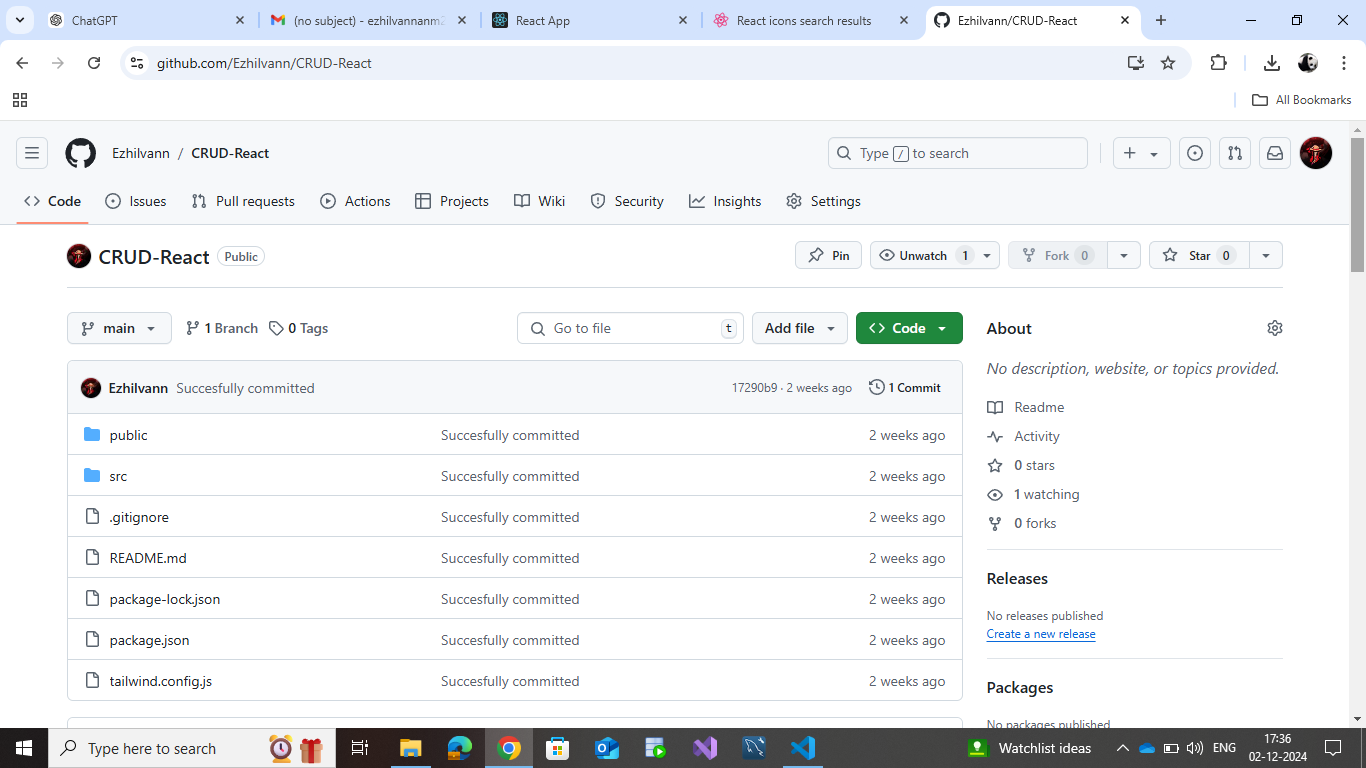 ChatGPT
(no subject) - ezhilvannanm2
React App
React icons search results
Ezhilvann/CRUD-React
github.com/Ezhilvann/CRUD-React
All Bookmarks
Ezhilvann / CRUD-React
Type / to search
Code Issues Pull requests Actions Projects Wiki Security Insights Settings
CRUD-React Public
Pin Unwatch 1 Fork 0 Star 0
main 1 Branch 0 Tags
Go to file t Add file Code
Ezhilvann Succesfully committed 17290b9 · 2 weeks ago 1 Commit
public Succesfully committed 2 weeks ago
src Succesfully committed 2 weeks ago
.gitignore Succesfully committed 2 weeks ago
README.md Succesfully committed 2 weeks ago
package-lock.json Succesfully committed 2 weeks ago
package.json Succesfully committed 2 weeks ago
tailwind.config.js Succesfully committed 2 weeks ago
About
No description, website, or topics provided.
Readme
Activity
0 stars
1 watching
0 forks
Releases
No releases published
Create a new release
Packages
No packages published
Type here to search
Watchlist ideas
ENG
17:36
02-12-2024